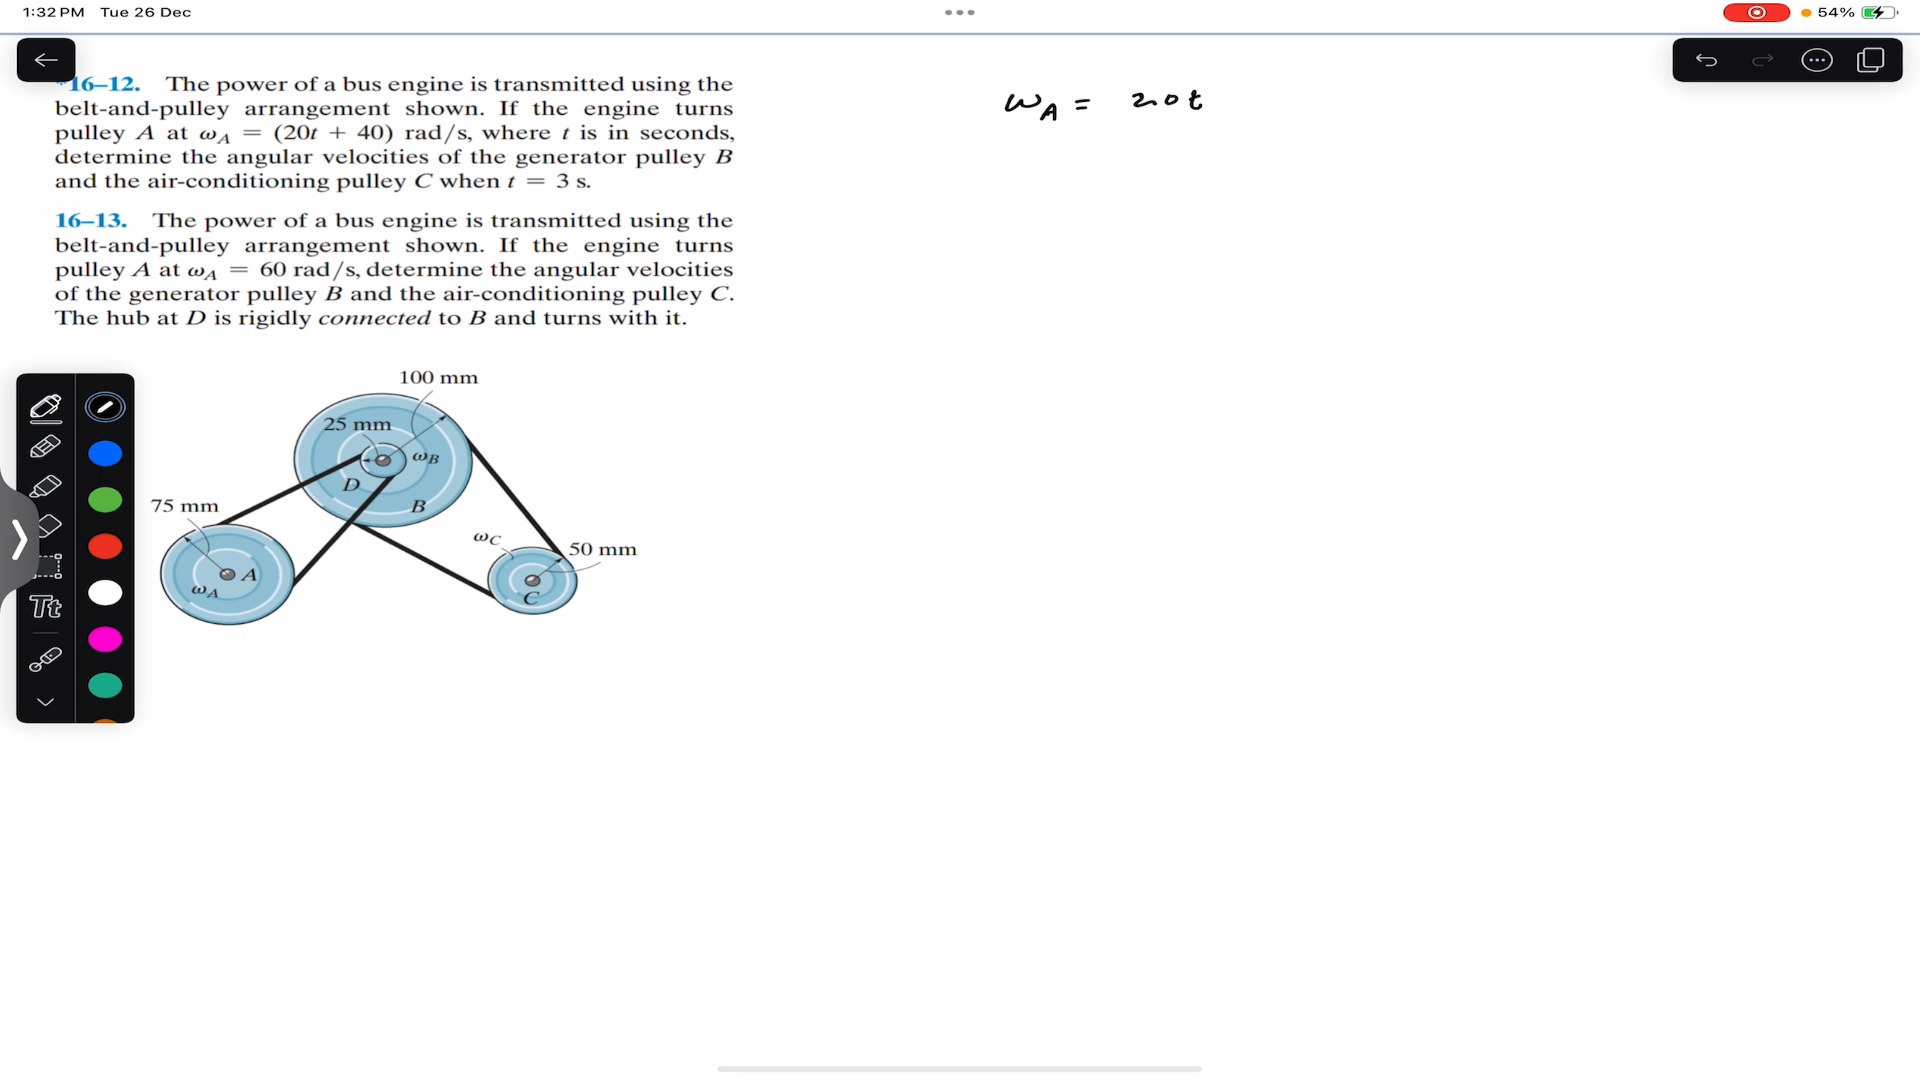 1:32 PM Tue 26 Dec
54%
*16–12. The power of a bus engine is transmitted using the
belt-and-pulley arrangement shown. If the engine turns
pulley A at ωA = (20t + 40) rad/s, where t is in seconds,
determine the angular velocities of the generator pulley B
and the air-conditioning pulley C when t = 3 s.
16–13. The power of a bus engine is transmitted using the
belt-and-pulley arrangement shown. If the engine turns
pulley A at ωA = 60 rad/s, determine the angular velocities
of the generator pulley B and the air-conditioning pulley C.
The hub at D is rigidly connected to B and turns with it.
ωA = 20t
100 mm
25 mm
ωB
D
B
75 mm
ωC
50 mm
A
ωA
C
Tt